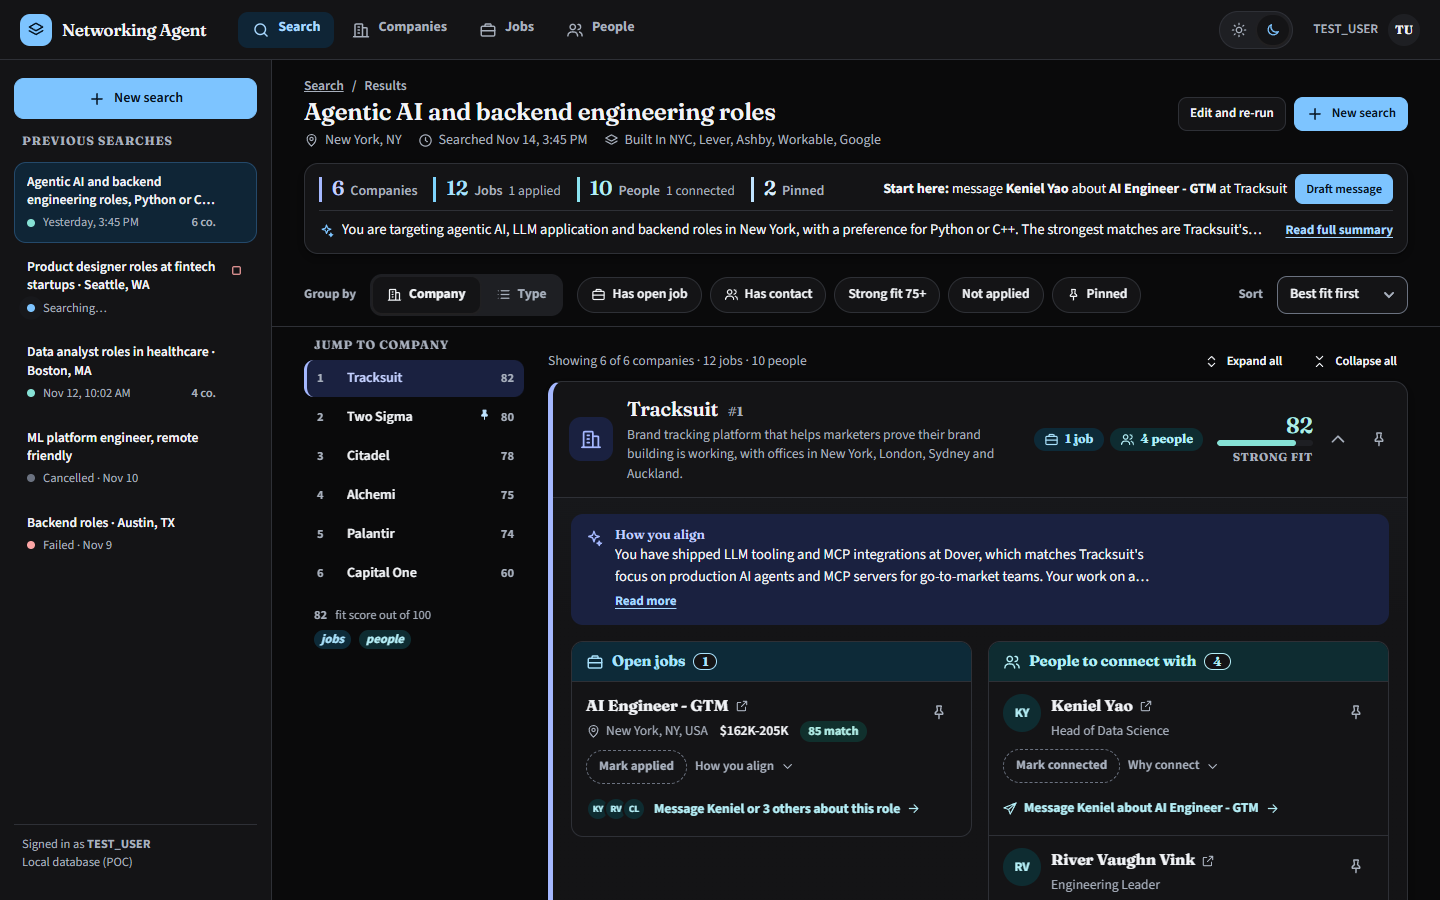 Networking Agent
Search
Companies
Jobs
People
TEST_USER
TU
New search
PREVIOUS SEARCHES
Agentic AI and backend
engineering roles, Python or C…
Yesterday, 3:45 PM
6 co.
Product designer roles at fintech
startups · Seattle, WA
Searching…
Data analyst roles in healthcare ·
Boston, MA
Nov 12, 10:02 AM
4 co.
ML platform engineer, remote
friendly
Cancelled · Nov 10
Backend roles · Austin, TX
Failed · Nov 9
Signed in as TEST_USER
Local database (POC)
Search / Results
Agentic AI and backend engineering roles
New York, NY
Searched Nov 14, 3:45 PM
Built In NYC, Lever, Ashby, Workable, Google
Edit and re-run
New search
6 Companies
12 Jobs 1 applied
10 People 1 connected
2 Pinned
Start here: message Keniel Yao about AI Engineer - GTM at Tracksuit
Draft message
You are targeting agentic AI, LLM application and backend roles in New York, with a preference for Python or C++. The strongest matches are Tracksuit's…
Read full summary
Group by
Company
Type
Has open job
Has contact
Strong fit 75+
Not applied
Pinned
Sort
Best fit first
JUMP TO COMPANY
1 Tracksuit 82
2 Two Sigma 80
3 Citadel 78
4 Alchemi 75
5 Palantir 74
6 Capital One 60
82 fit score out of 100
jobs people
Showing 6 of 6 companies · 12 jobs · 10 people
Expand all
Collapse all
Tracksuit #1
Brand tracking platform that helps marketers prove their brand
building is working, with offices in New York, London, Sydney and
Auckland.
1 job
4 people
82
STRONG FIT
How you align
You have shipped LLM tooling and MCP integrations at Dover, which matches Tracksuit's
focus on production AI agents and MCP servers for go-to-market teams. Your work on a…
Read more
Open jobs 1
AI Engineer - GTM
New York, NY, USA
$162K-205K
85 match
Mark applied
How you align
KY RV CL
Message Keniel or 3 others about this role
People to connect with 4
KY
Keniel Yao
Head of Data Science
Mark connected
Why connect
Message Keniel about AI Engineer - GTM
RV
River Vaughn Vink
Engineering Leader